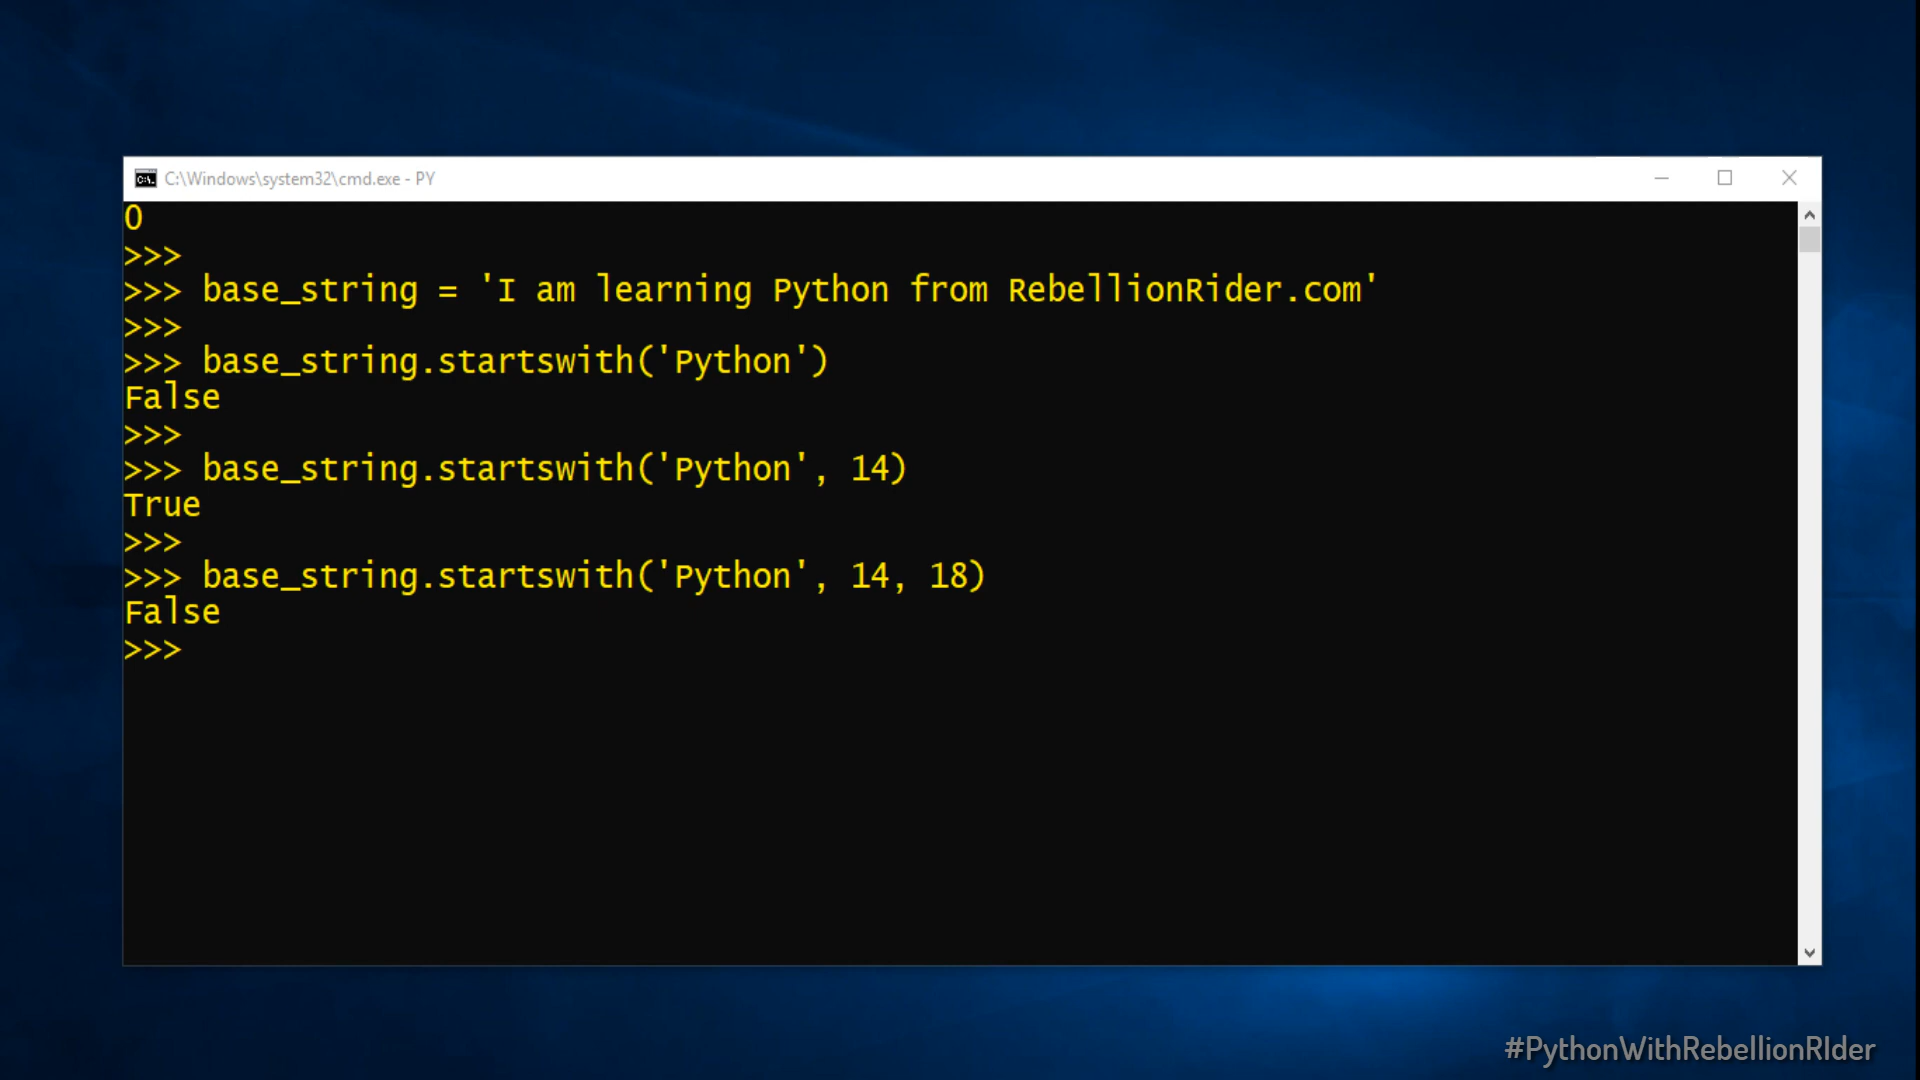 C:\Windows\system32\cmd.exe - PY
0
>>>
>>> base_string = 'I am learning Python from RebellionRider.com'
>>>
>>> base_string.startswith('Python')
False
>>>
>>> base_string.startswith('Python', 14)
True
>>>
>>> base_string.startswith('Python', 14, 18)
False
>>>
#PythonWithRebellionRIder